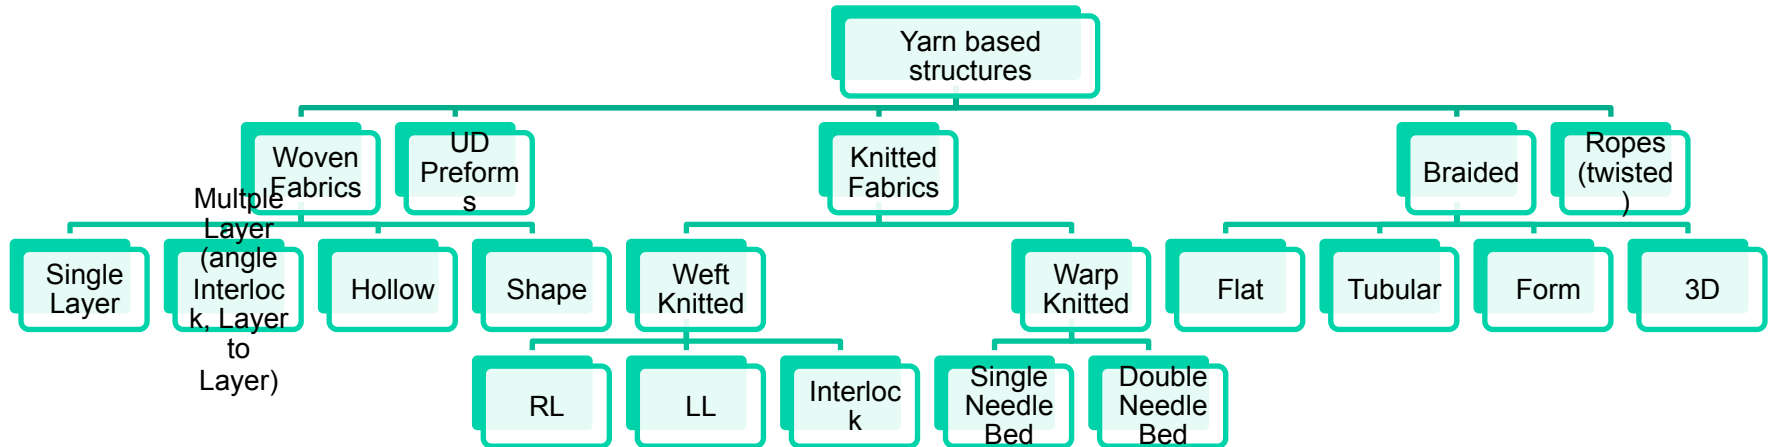 Yarn based
structures
Woven
Fabrics
UD
Preform
s
Knitted
Fabrics
Braided
Ropes
(twisted
)
Single
Layer
Multple
Layer
(angle
Interloc
k, Layer
to
Layer)
Hollow
Shape
Weft
Knitted
Warp
Knitted
Flat
Tubular
Form
3D
RL
LL
Interloc
k
Single
Needle
Bed
Double
Needle
Bed